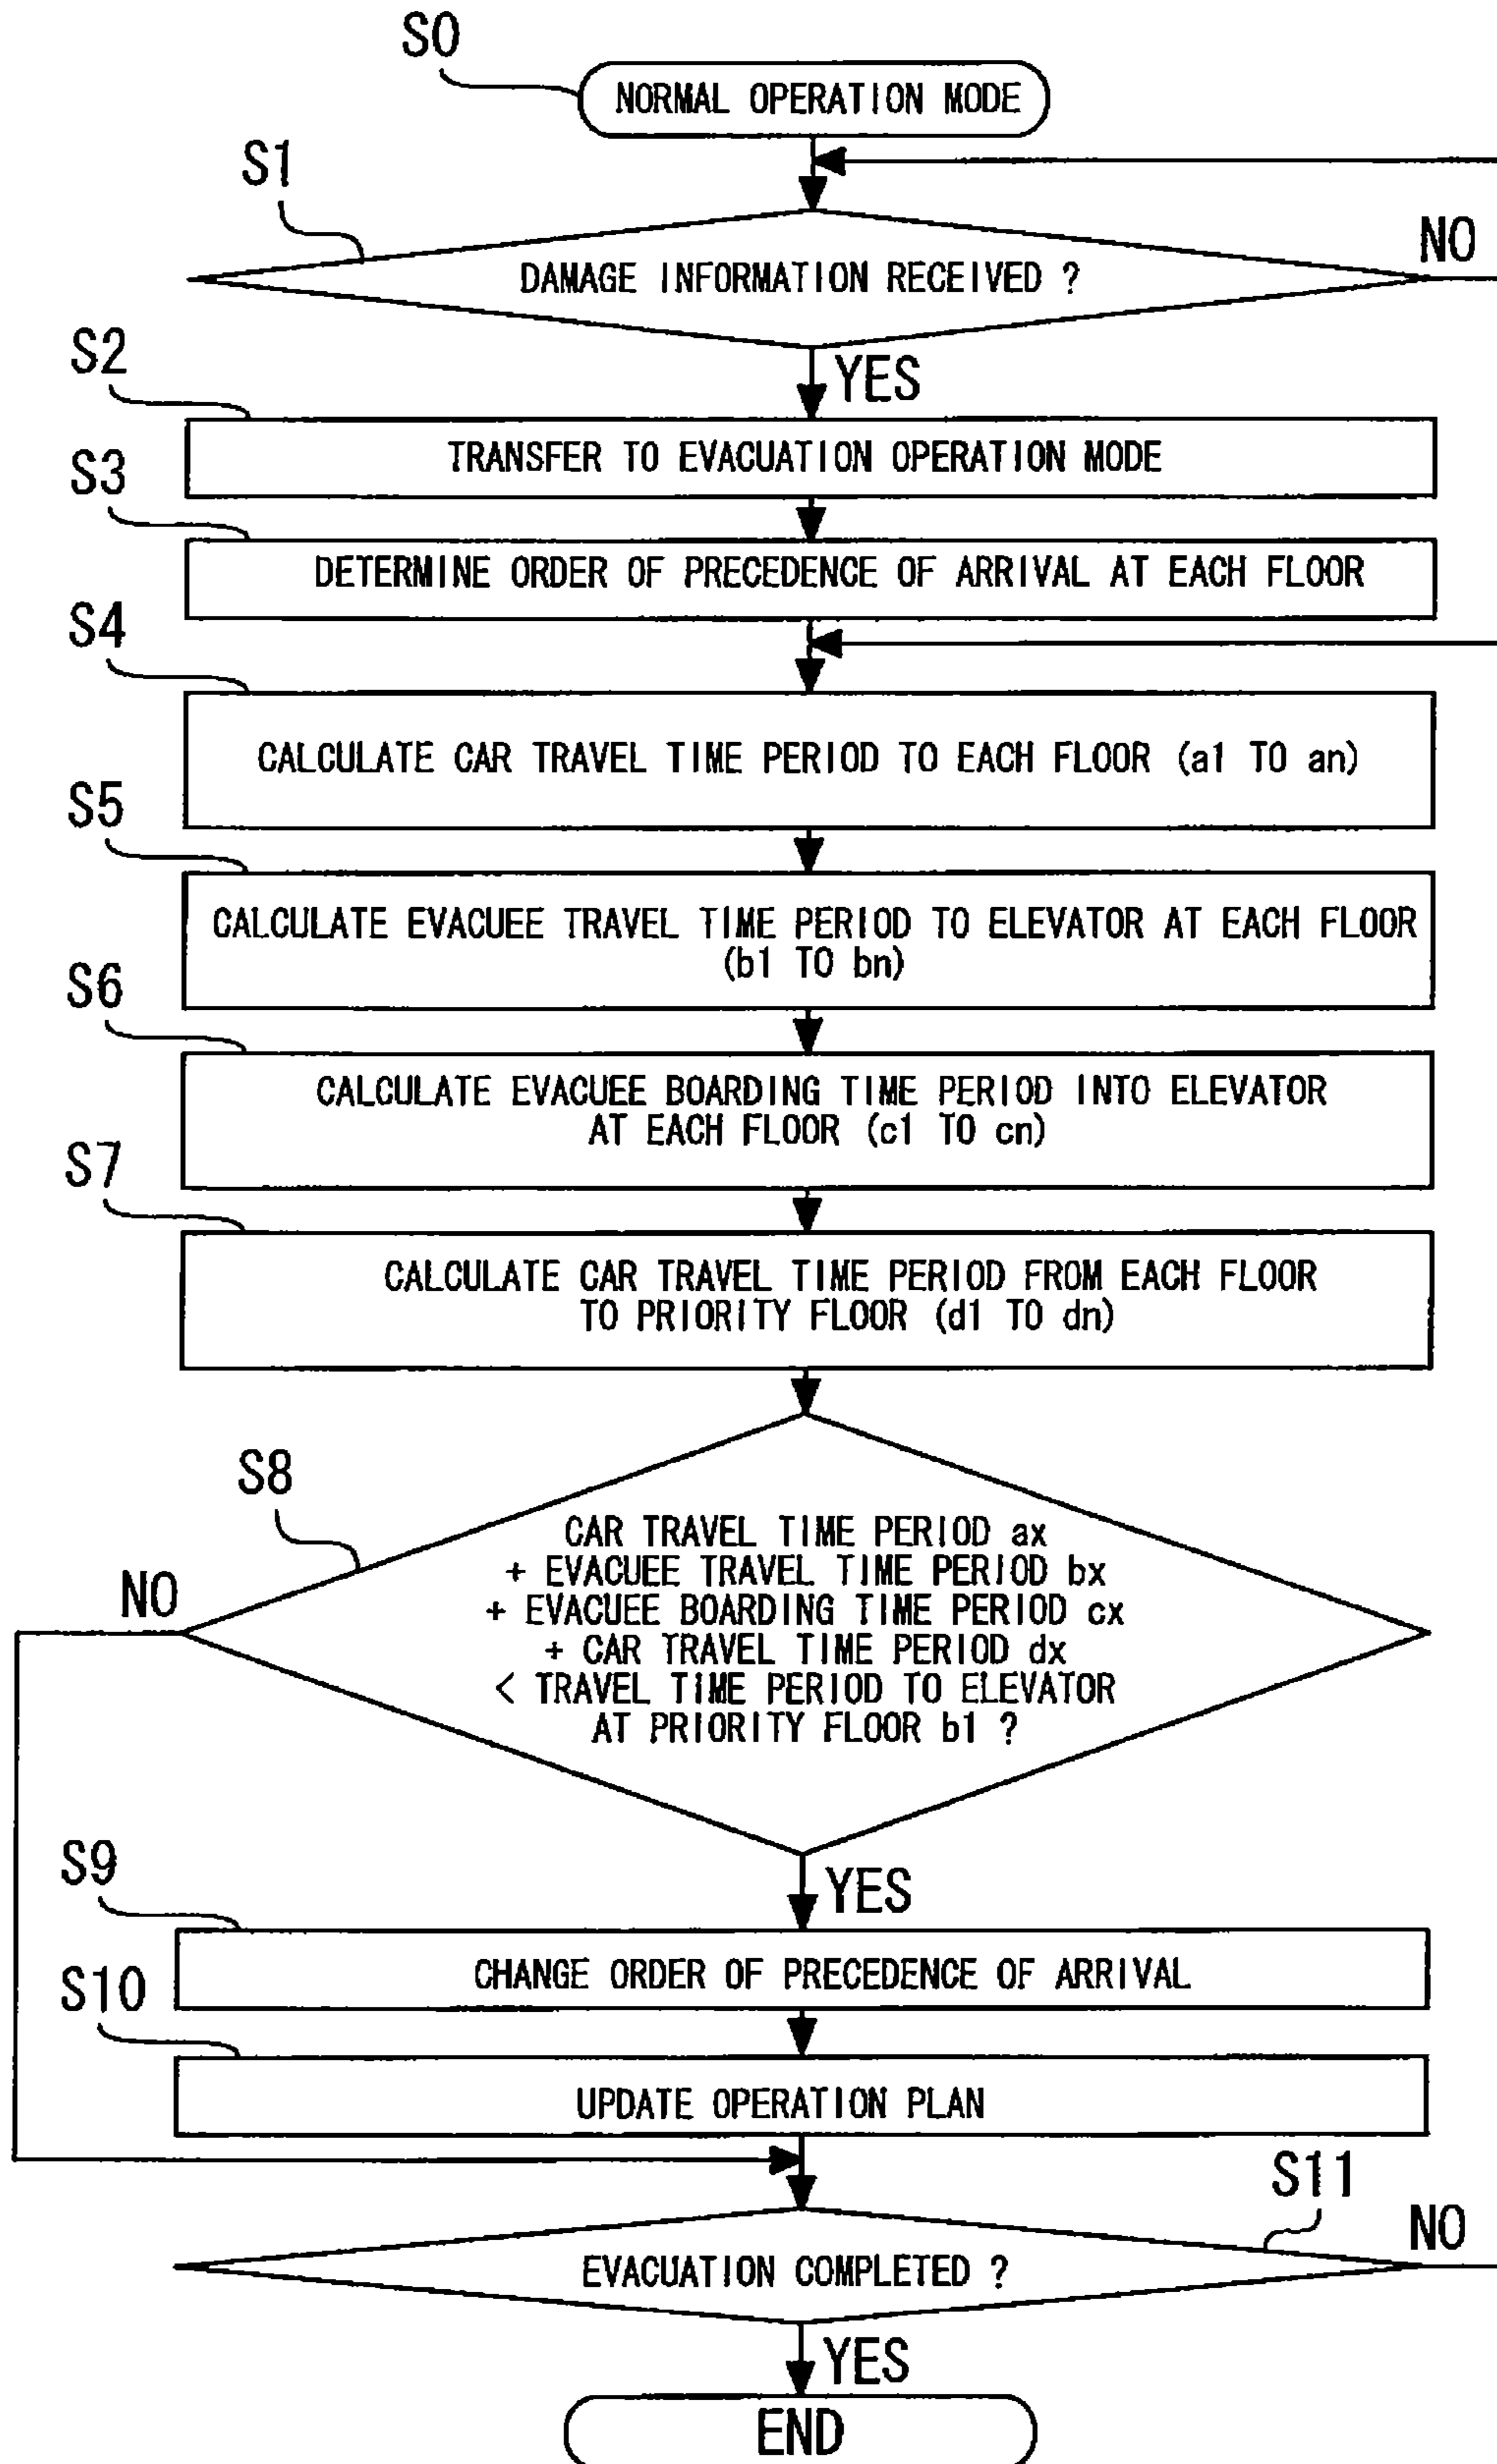 S0
NORMAL OPERATION MODE
S1
DAMAGE INFORMATION RECEIVED ?
NO
YES
S2
TRANSFER TO EVACUATION OPERATION MODE
S3
DETERMINE ORDER OF PRECEDENCE OF ARRIVAL AT EACH FLOOR
S4
CALCULATE CAR TRAVEL TIME PERIOD TO EACH FLOOR (a1 TO an)
S5
CALCULATE EVACUEE TRAVEL TIME PERIOD TO ELEVATOR AT EACH FLOOR
(b1 TO bn)
S6
CALCULATE EVACUEE BOARDING TIME PERIOD INTO ELEVATOR
AT EACH FLOOR (c1 TO cn)
S7
CALCULATE CAR TRAVEL TIME PERIOD FROM EACH FLOOR
TO PRIORITY FLOOR (d1 TO dn)
S8
CAR TRAVEL TIME PERIOD ax
+ EVACUEE TRAVEL TIME PERIOD bx
+ EVACUEE BOARDING TIME PERIOD cx
+ CAR TRAVEL TIME PERIOD dx
< TRAVEL TIME PERIOD TO ELEVATOR
AT PRIORITY FLOOR b1 ?
NO
YES
S9
CHANGE ORDER OF PRECEDENCE OF ARRIVAL
S10
UPDATE OPERATION PLAN
S11
EVACUATION COMPLETED ?
NO
YES
END